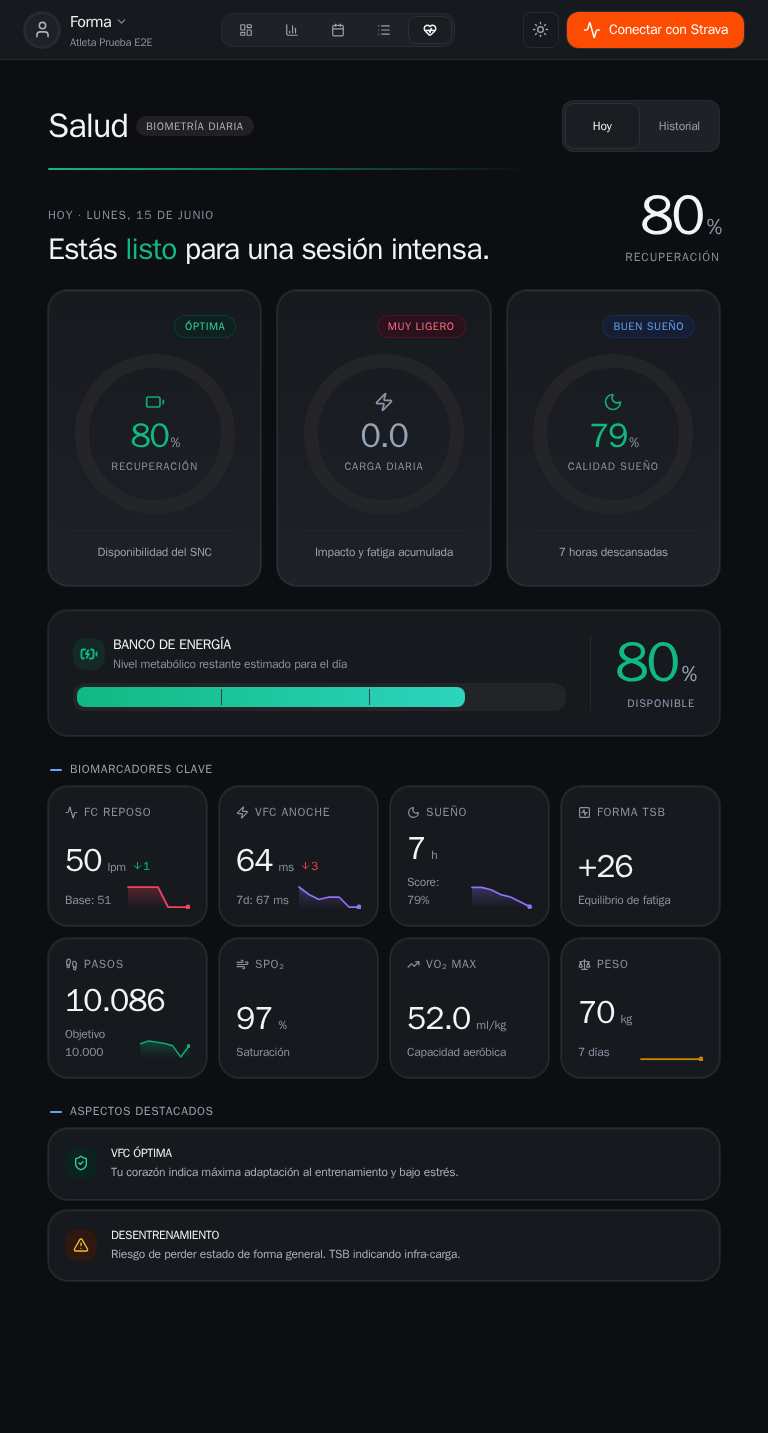 Forma
Atleta Prueba E2E
Conectar con Strava
Salud
BIOMETRÍA DIARIA
Hoy
Historial
HOY · LUNES, 15 DE JUNIO
Estás listo para una sesión intensa.
80%
RECUPERACIÓN
ÓPTIMA
80%
RECUPERACIÓN
Disponibilidad del SNC
MUY LIGERO
0.0
CARGA DIARIA
Impacto y fatiga acumulada
BUEN SUEÑO
79%
CALIDAD SUEÑO
7 horas descansadas
BANCO DE ENERGÍA
Nivel metabólico restante estimado para el día
80%
DISPONIBLE
BIOMARCADORES CLAVE
FC REPOSO
50 lpm ↓1
Base: 51
VFC ANOCHE
64 ms ↓3
7d: 67 ms
SUEÑO
7 h
Score:
79%
FORMA TSB
+26
Equilibrio de fatiga
PASOS
10.086
Objetivo
10.000
SPO₂
97 %
Saturación
VO₂ MAX
52.0 ml/kg
Capacidad aeróbica
PESO
70 kg
7 días
ASPECTOS DESTACADOS
VFC ÓPTIMA
Tu corazón indica máxima adaptación al entrenamiento y bajo estrés.
DESENTRENAMIENTO
Riesgo de perder estado de forma general. TSB indicando infra-carga.